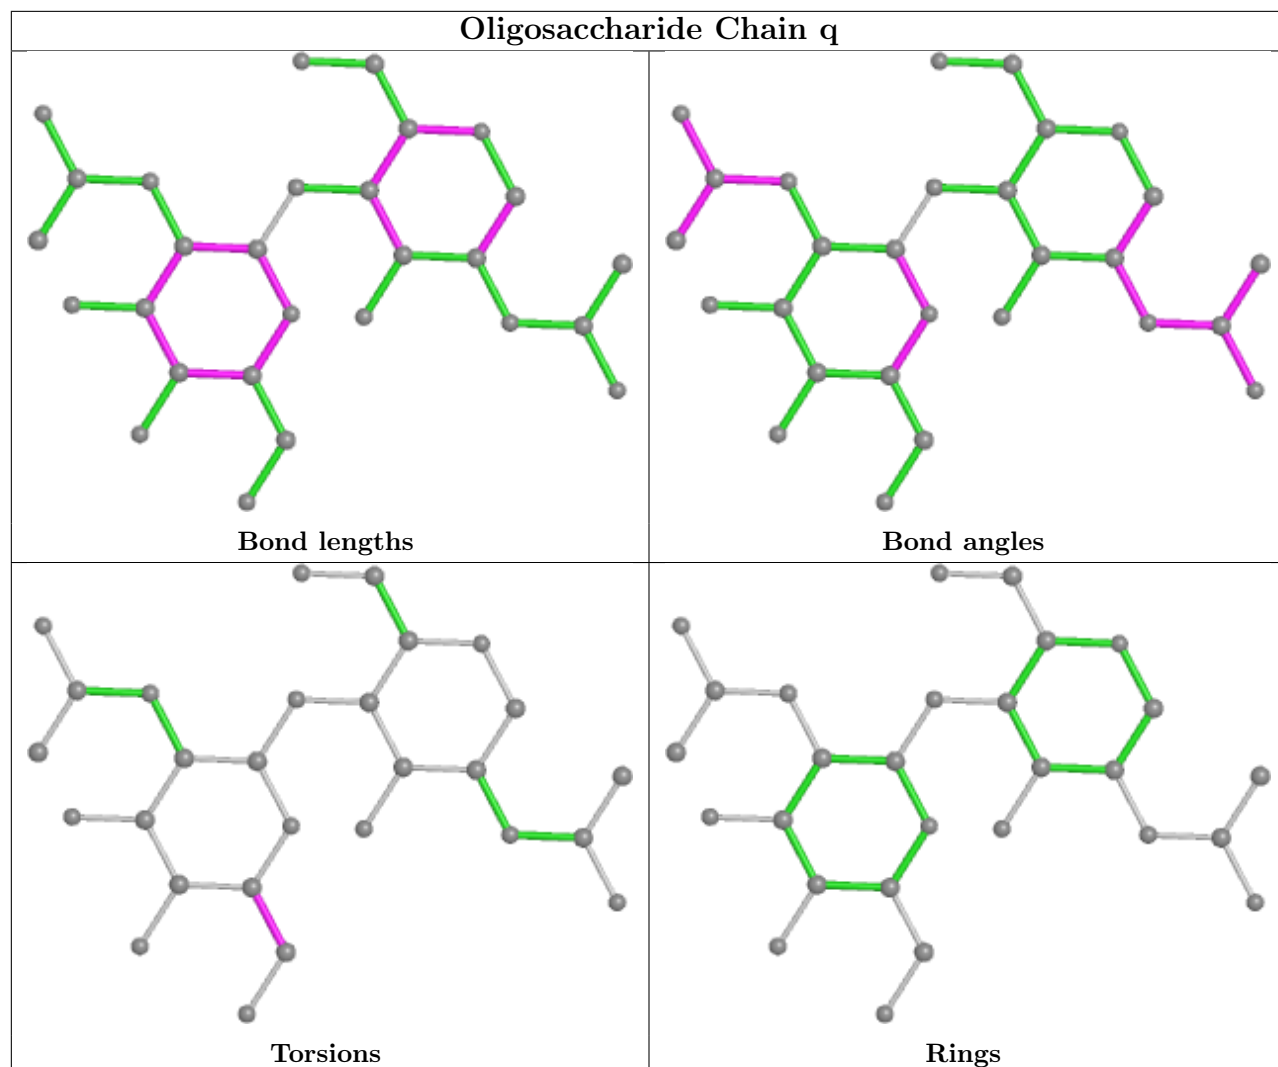 Oligosaccharide Chain q
Bond lengths
Bond angles
Torsions
Rings